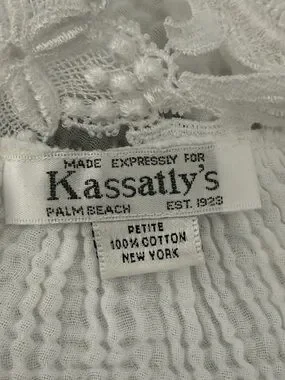 MADE EXPRESSLY FOR
Kassatly's
PALM BEACH EST. 1923
PETITE
100% COTTON
NEW YORK